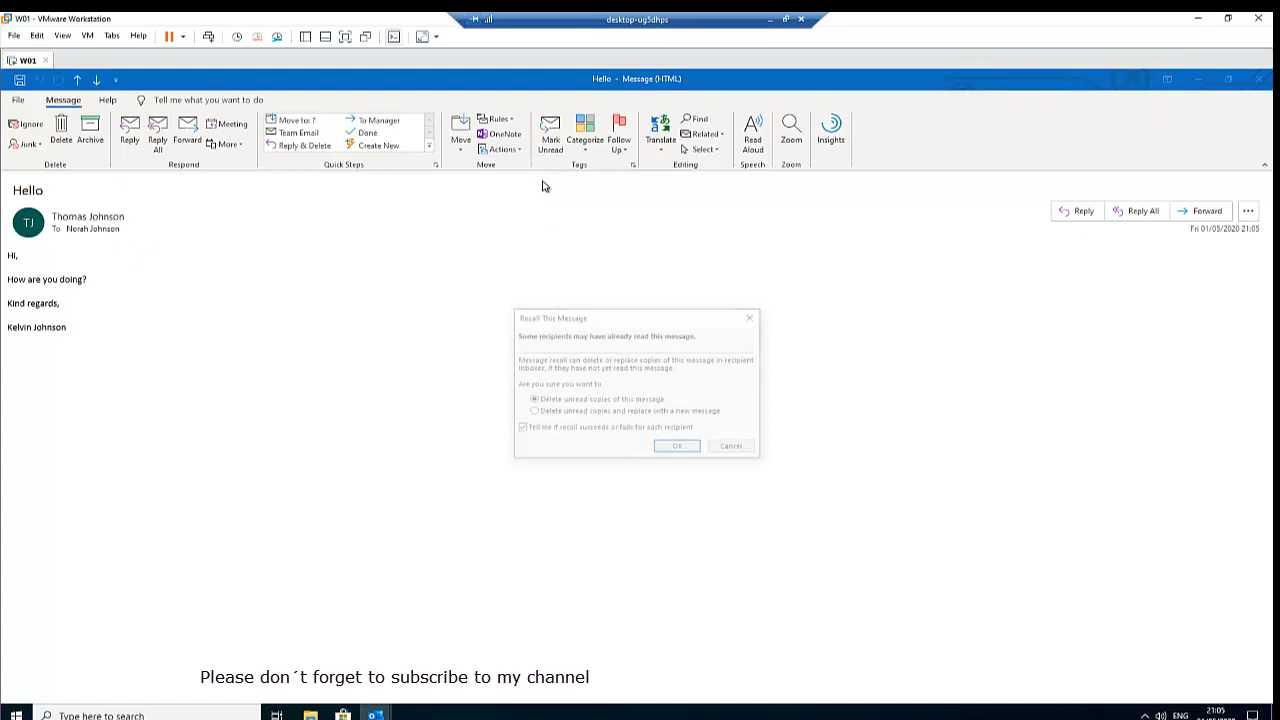 W01 - VMware Workstation
desktop-ug5dhps
File Edit View VM Tabs Help
W01
Hello - Message (HTML)
File Message Help Tell me what you want to do
Ignore
Junk
Delete
Archive
Delete
Reply
Reply All
Forward
Meeting
More
Respond
Move to: ?
Team Email
Reply & Delete
To Manager
Done
Create New
Quick Steps
Move
Rules
OneNote
Actions
Move
Mark Unread
Categorize
Follow Up
Tags
Translate
Find
Related
Select
Editing
Read Aloud
Speech
Zoom
Zoom
Insights
Hello
TJ
Thomas Johnson
To Norah Johnson
Reply Reply All Forward
Fri 01/05/2020 21:05
Hi,
How are you doing?
Kind regards,
Kelvin Johnson
Recall This Message
Some recipients may have already read this message.
Message recall can delete or replace copies of this message in recipient
Inboxes, if they have not yet read this message.
Are you sure you want to
Delete unread copies of this message
Delete unread copies and replace with a new message
Tell me if recall succeeds or fails for each recipient
OK Cancel
Please don´t forget to subscribe to my channel
Type here to search
ENG
21:05